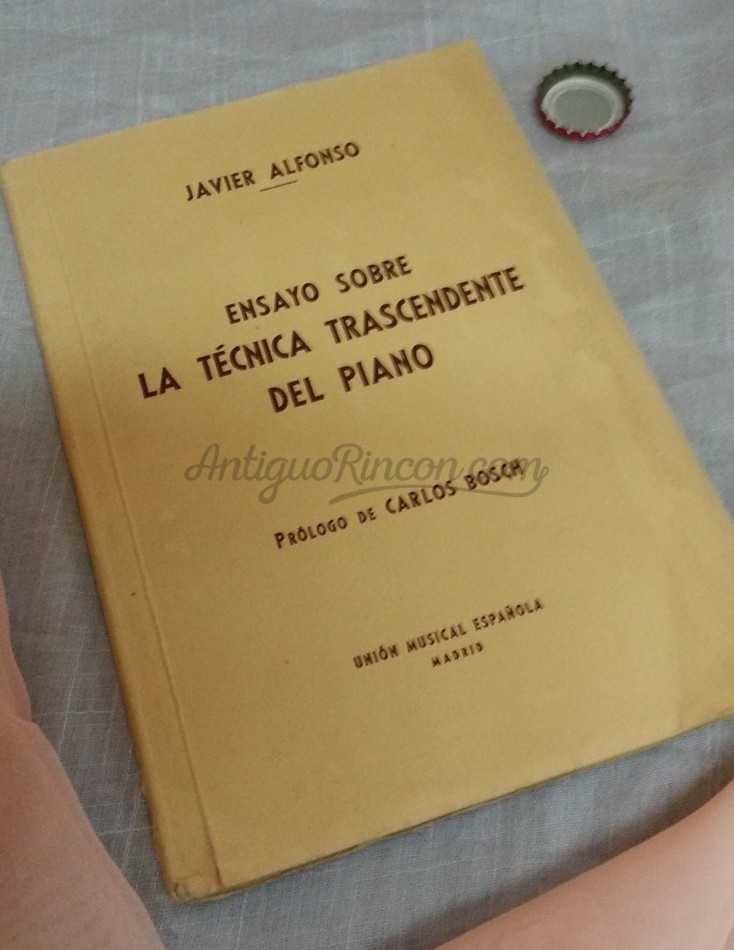 JAVIER ALFONSO
ENSAYO SOBRE
LA TÉCNICA TRASCENDENTE
DEL PIANO
AntiguoRincon.com
PRÓLOGO DE CARLOS BOSCH
UNIÓN MUSICAL ESPAÑOLA
MADRID